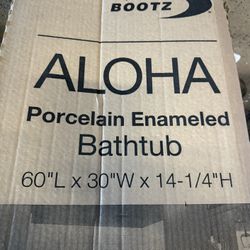 BOOTZ
ALOHA
Porcelain Enameled
Bathtub
60"L x 30"W x 14-1/4"H